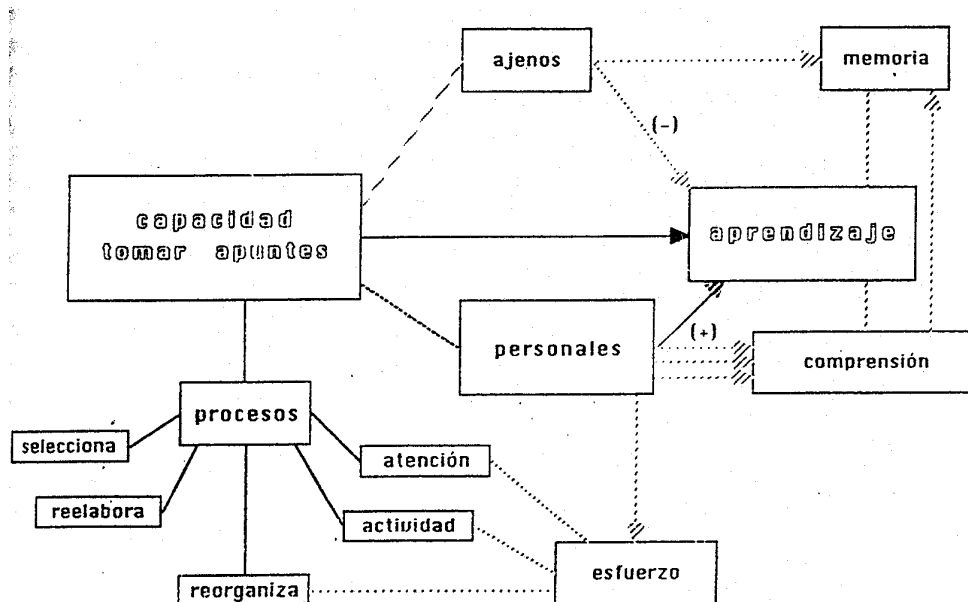 ajenos
memoria
(-)
capacidad
tomar apuntes
aprendizaje
personales
(+)
comprensión
procesos
selecciona
atención
reelabora
actividad
esfuerzo
reorganiza